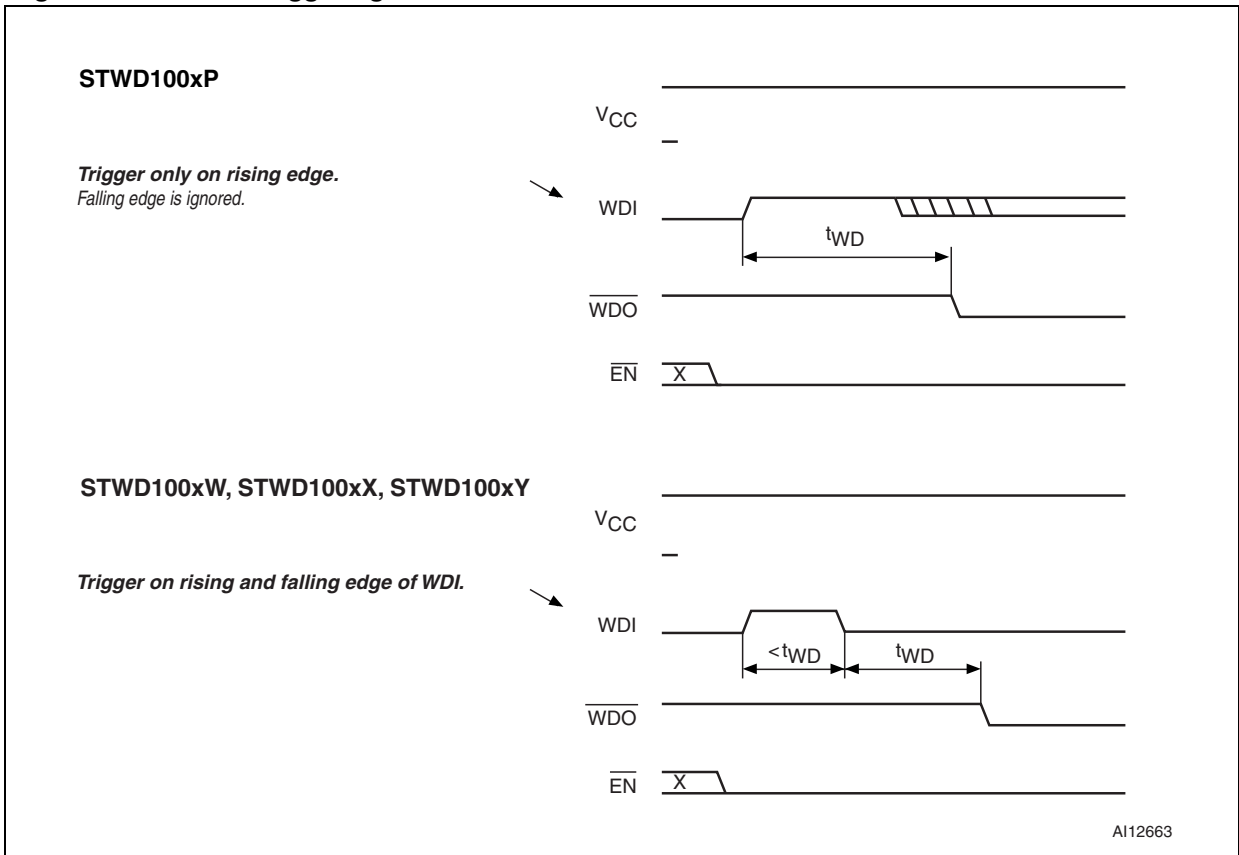 STWD100xP
VCC
Trigger only on rising edge.
Falling edge is ignored.
WDI
tWD
WDO
EN
X
STWD100xW, STWD100xX, STWD100xY
VCC
Trigger on rising and falling edge of WDI.
WDI
<tWD
tWD
WDO
EN
X
AI12663